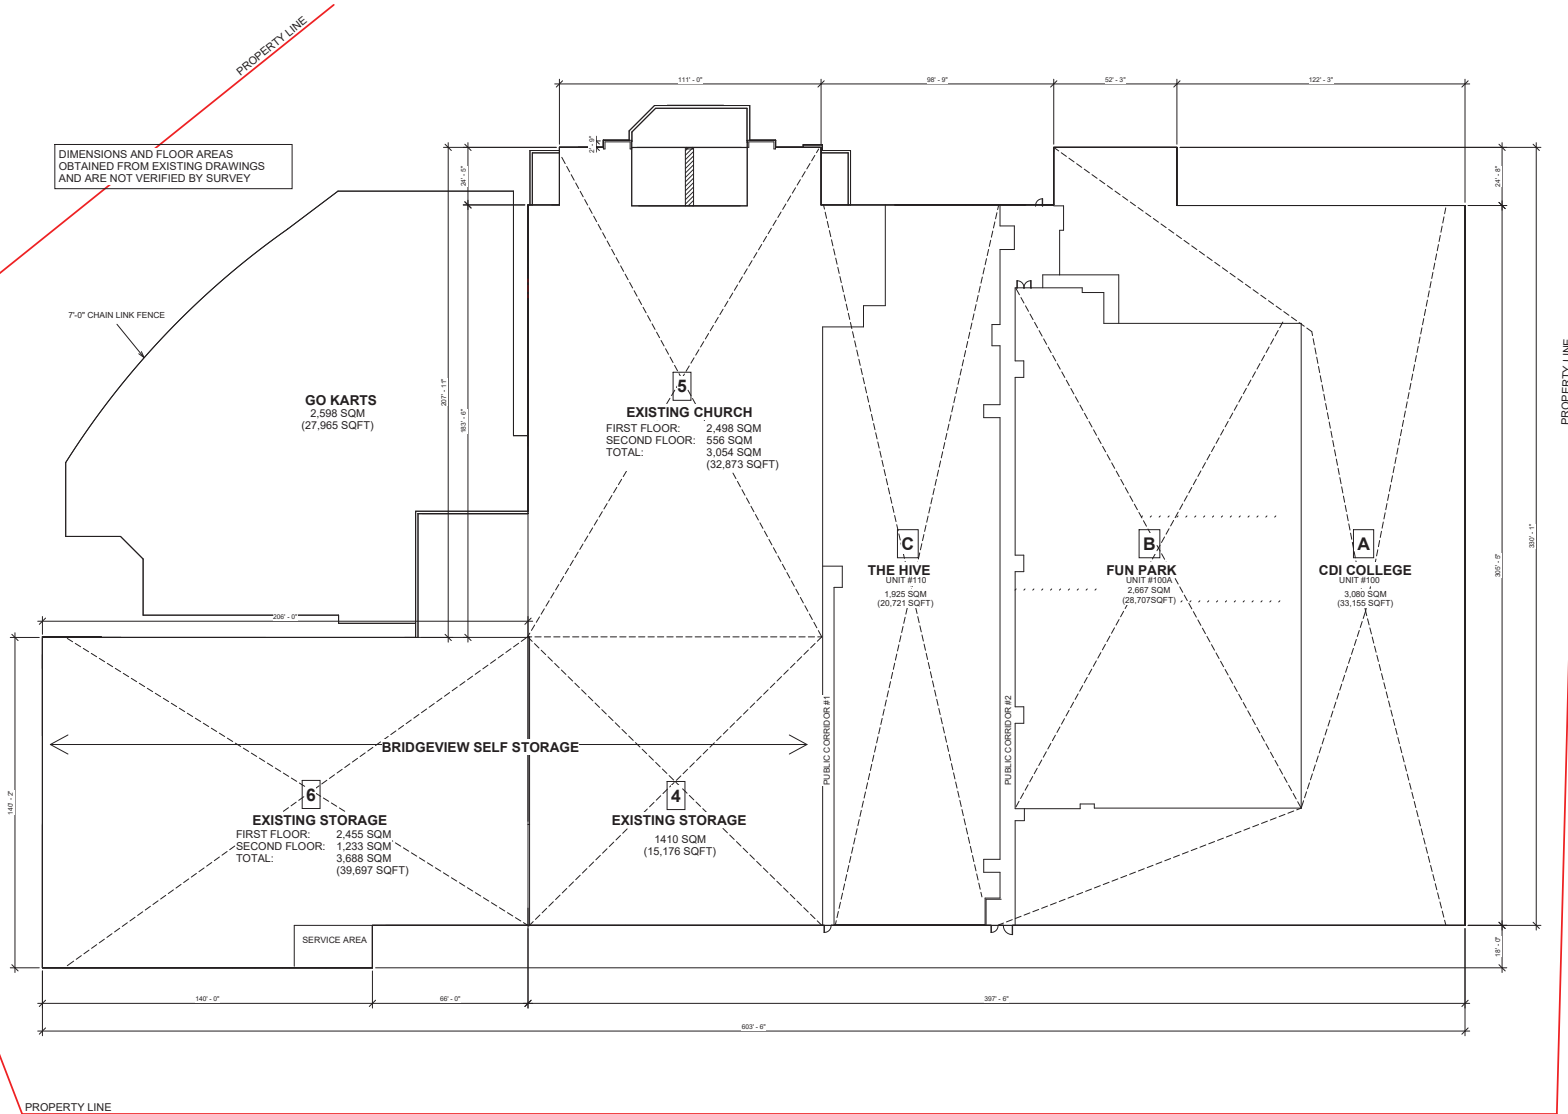 PROPERTY LINE
111' - 0"
98' - 9"
52' - 3"
122' - 3"
DIMENSIONS AND FLOOR AREAS
OBTAINED FROM EXISTING DRAWINGS
AND ARE NOT VERIFIED BY SURVEY
2' - 9"
24' - 5"
24' - 8"
7'-0" CHAIN LINK FENCE
PROPERTY LINE
GO KARTS
2,598 SQM
(27,965 SQFT)
207' - 11"
183' - 6"
5
EXISTING CHURCH
FIRST FLOOR: 2,498 SQM
SECOND FLOOR: 556 SQM
TOTAL: 3,054 SQM
(32,873 SQFT)
C
THE HIVE
UNIT #110
1,925 SQM
(20,721 SQFT)
B
FUN PARK
UNIT #100A
2,667 SQM
(28,707SQFT)
A
CDI COLLEGE
UNIT #100
3,080 SQM
(33,155 SQFT)
305' - 5"
330' - 1"
206' - 0"
PUBLIC CORRIDOR #1
PUBLIC CORRIDOR #2
BRIDGEVIEW SELF STORAGE
140' - 2"
6
EXISTING STORAGE
FIRST FLOOR: 2,455 SQM
SECOND FLOOR: 1,233 SQM
TOTAL: 3,688 SQM
(39,697 SQFT)
4
EXISTING STORAGE
1410 SQM
(15,176 SQFT)
SERVICE AREA
18' - 0"
140' - 0"
66' - 0"
397' - 6"
603' - 6"
PROPERTY LINE